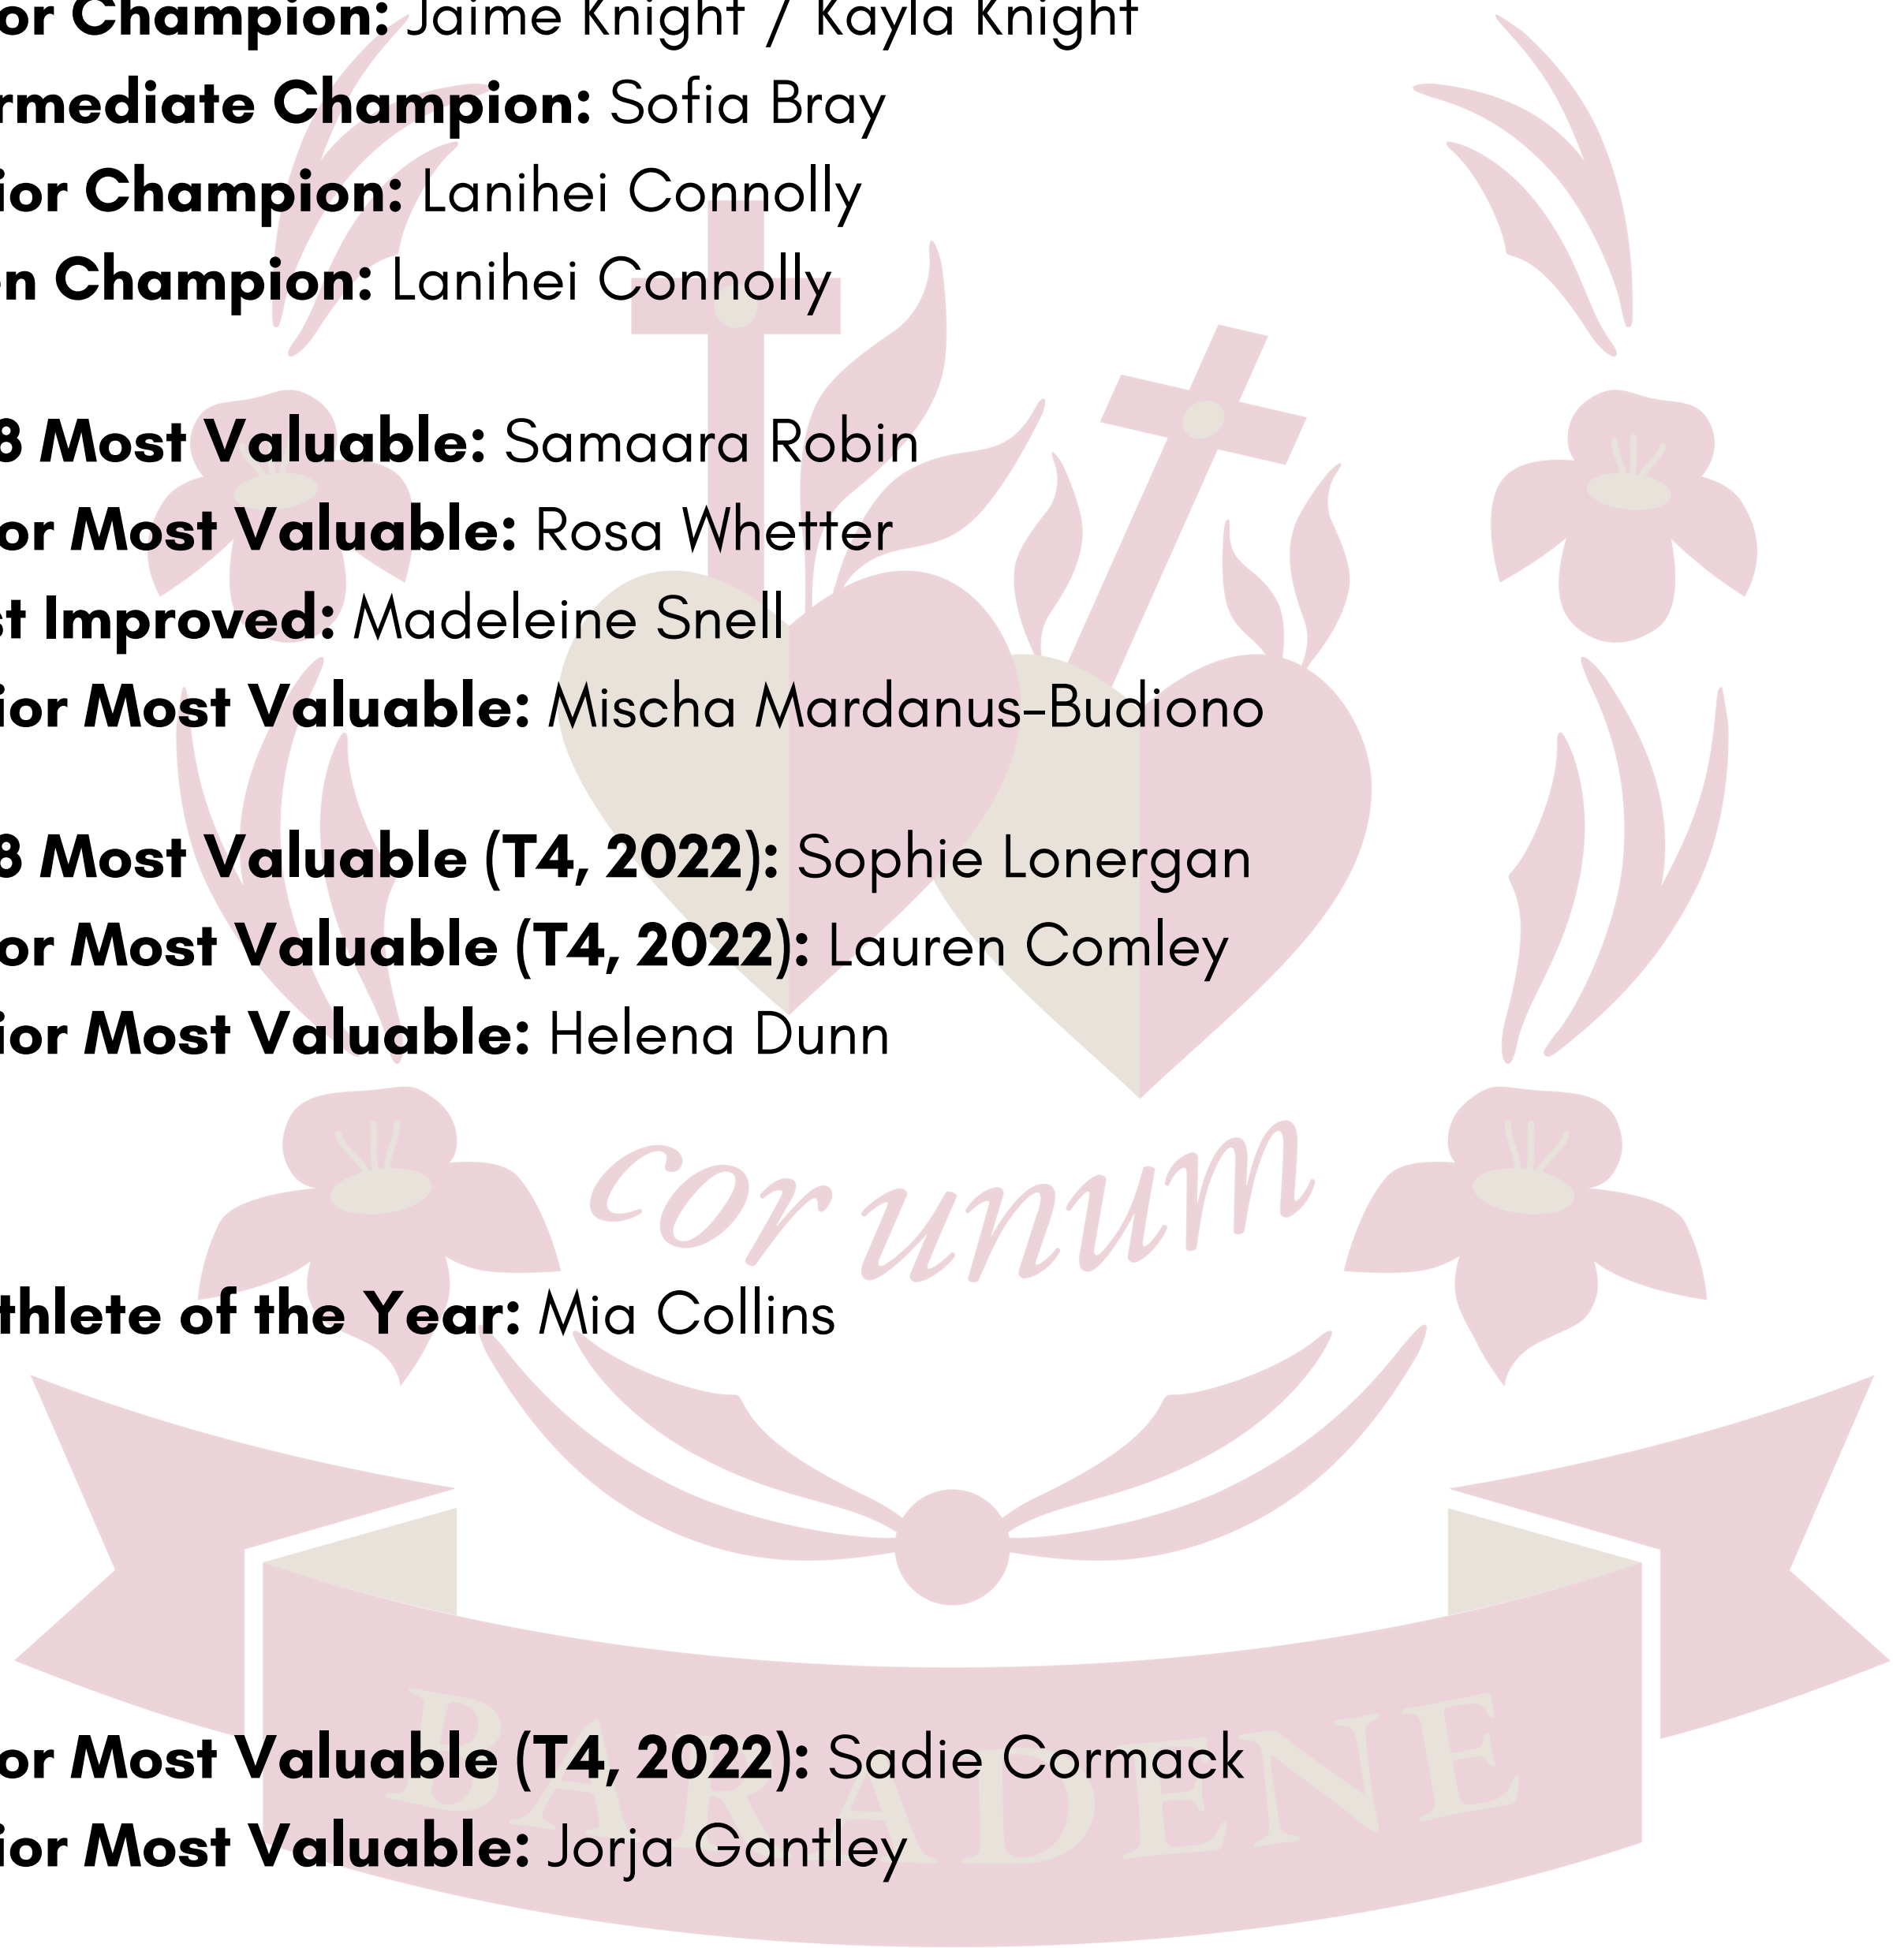 or Champion: Jaime Knight / Kayla Knight
rmediate Champion: Sofia Bray
ior Champion: Lanihei Connolly
n Champion: Lanihei Connolly
8 Most Valuable: Samaara Robin
or Most Valuable: Rosa Whetter
st Improved: Madeleine Snell
ior Most Valuable: Mischa Mardanus-Budiono
8 Most Valuable (T4, 2022): Sophie Lonergan
or Most Valuable (T4, 2022): Lauren Comley
ior Most Valuable: Helena Dunn
cor unum
thlete of the Year: Mia Collins
or Most Valuable (T4, 2022): Sadie Cormack
ior Most Valuable: Jorja Gantley
BARADENE